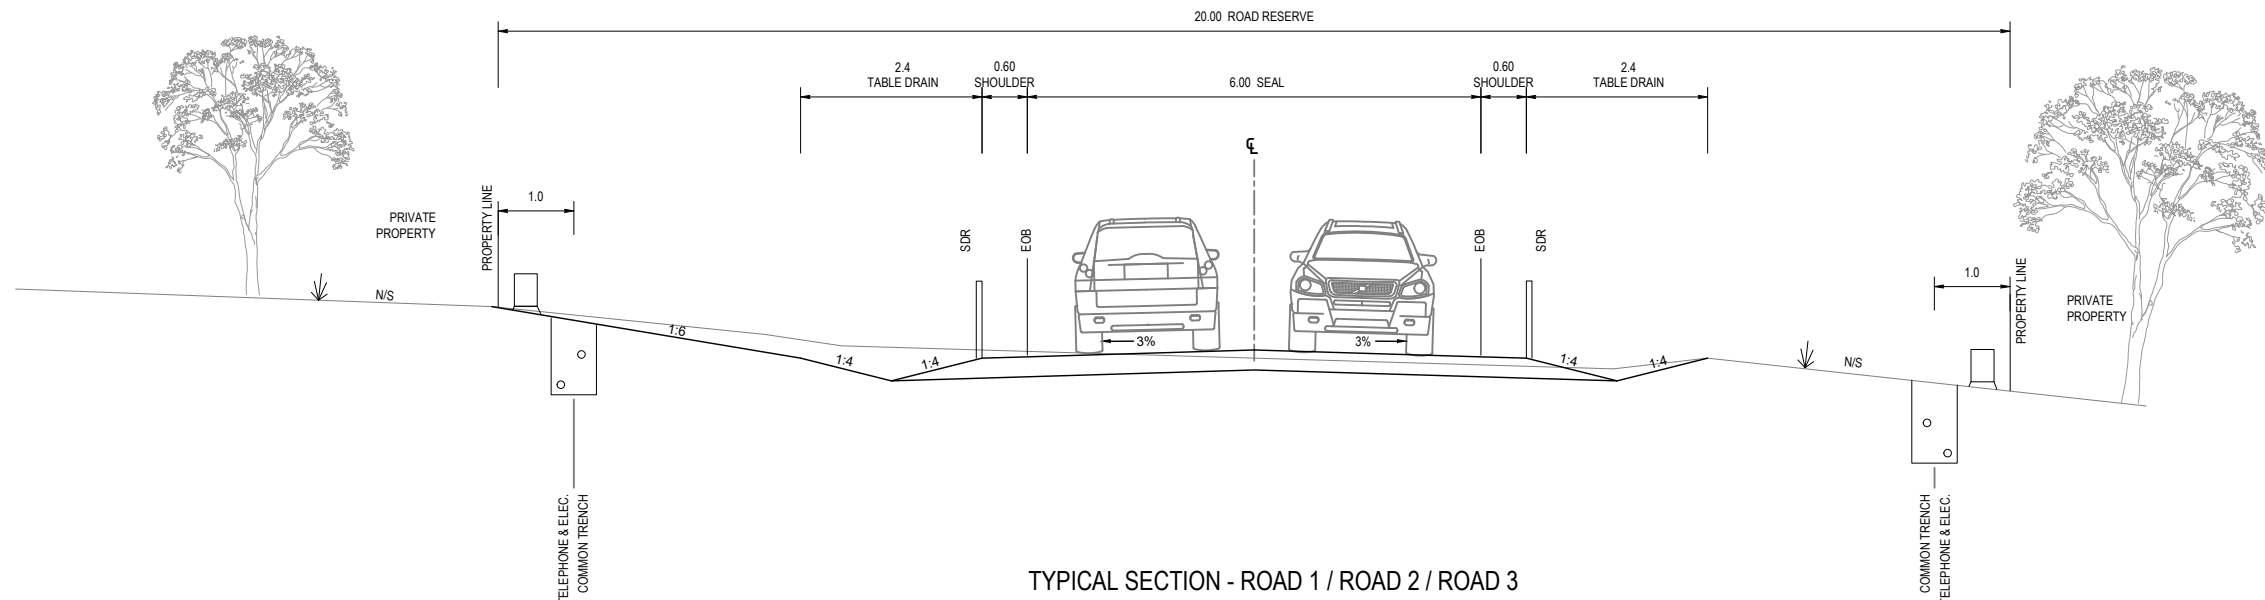 20.00 ROAD RESERVE
2.4
TABLE DRAIN
0.60
SHOULDER
6.00 SEAL
0.60
SHOULDER
2.4
TABLE DRAIN
℄
PROPERTY LINE
1.0
PRIVATE
PROPERTY
SDR
EOB
EOB
SDR
1.0
PROPERTY LINE
PRIVATE
PROPERTY
N/S
1:6
1:4
1:4
3%
3%
1:4
1:4
N/S
TELEPHONE & ELEC.
COMMON TRENCH
COMMON TRENCH
TELEPHONE & ELEC.
TYPICAL SECTION - ROAD 1 / ROAD 2 / ROAD 3